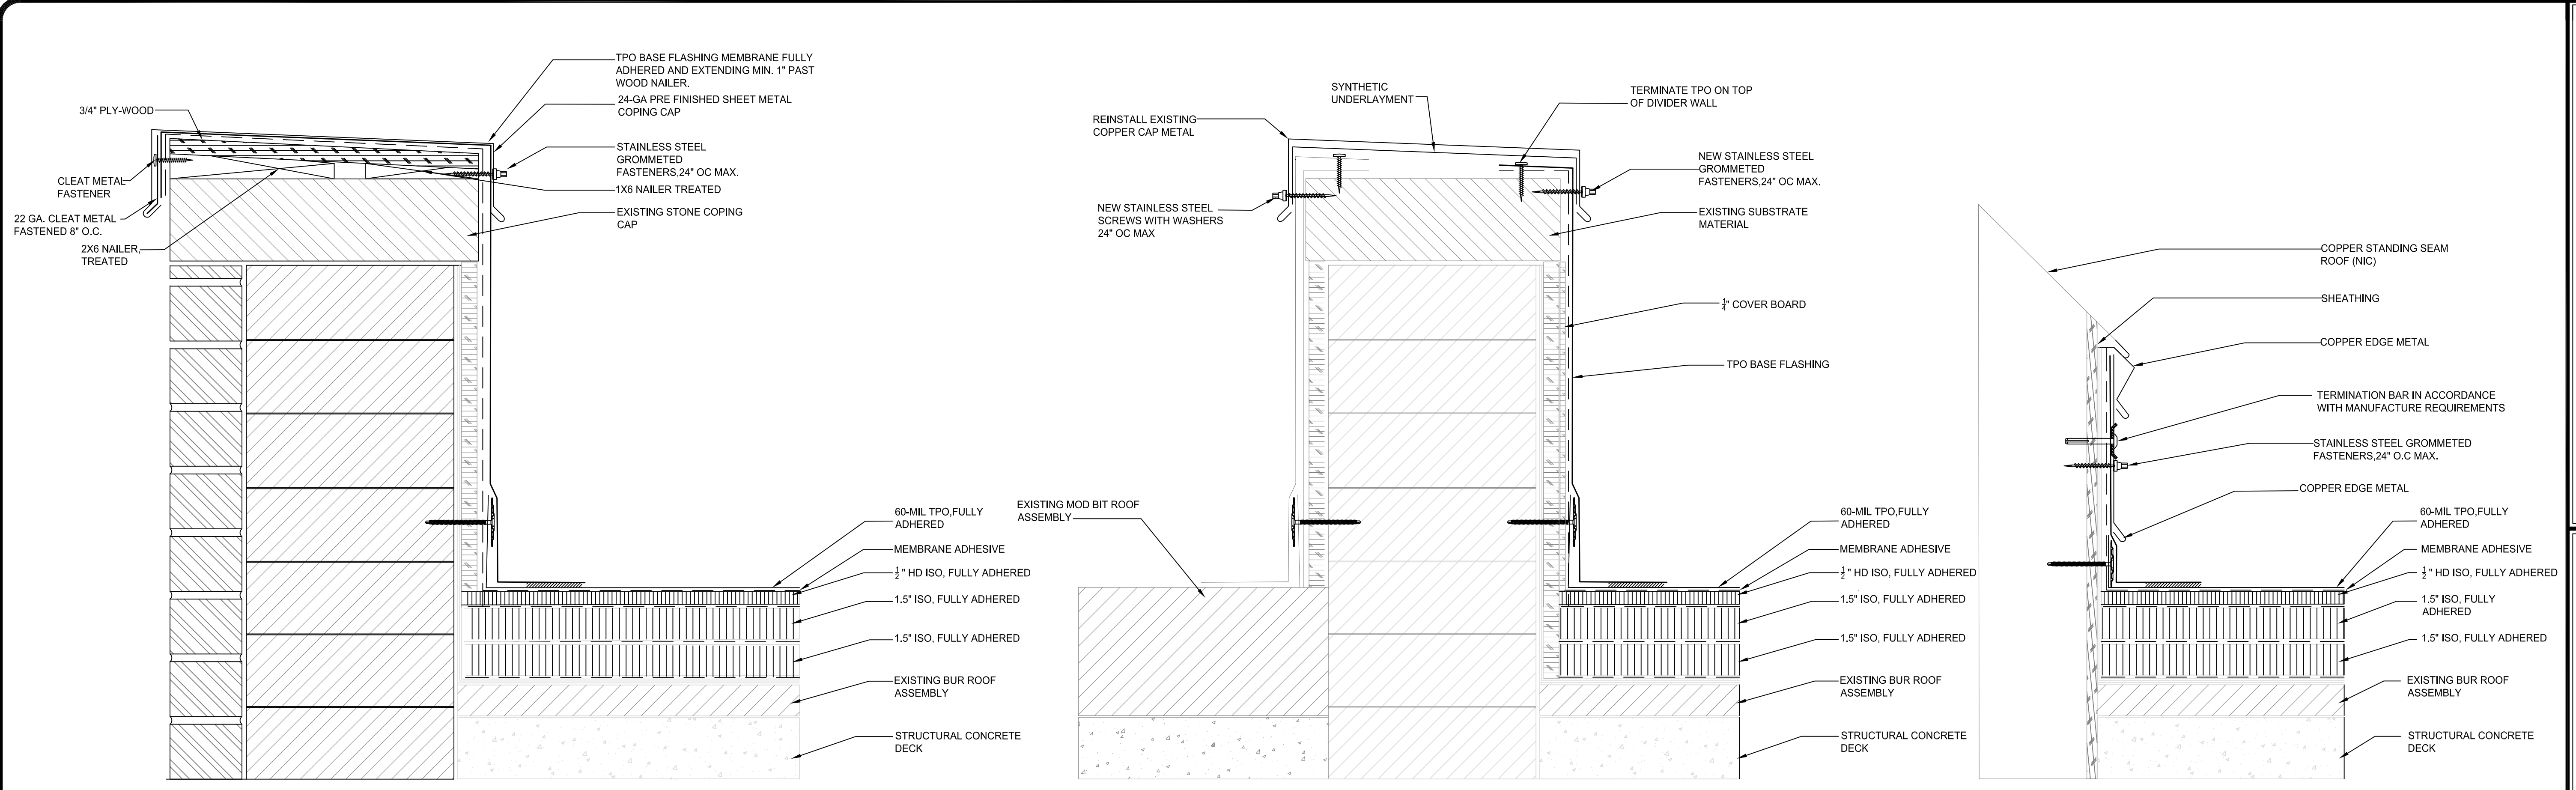 TPO BASE FLASHING MEMBRANE FULLY
ADHERED AND EXTENDING MIN. 1" PAST
WOOD NAILER.
24-GA PRE FINISHED SHEET METAL
COPING CAP
3/4" PLY-WOOD
STAINLESS STEEL
GROMMETED
FASTENERS,24" OC MAX.
CLEAT METAL
FASTENER
1X6 NAILER TREATED
22 GA. CLEAT METAL
FASTENED 8" O.C.
EXISTING STONE COPING
CAP
2X6 NAILER,
TREATED
60-MIL TPO,FULLY
ADHERED
MEMBRANE ADHESIVE
1/2 " HD ISO, FULLY ADHERED
1.5" ISO, FULLY ADHERED
1.5" ISO, FULLY ADHERED
EXISTING BUR ROOF
ASSEMBLY
STRUCTURAL CONCRETE
DECK
SYNTHETIC
UNDERLAYMENT
TERMINATE TPO ON TOP
OF DIVIDER WALL
REINSTALL EXISTING
COPPER CAP METAL
NEW STAINLESS STEEL
GROMMETED
FASTENERS,24" OC MAX.
NEW STAINLESS STEEL
SCREWS WITH WASHERS
24" OC MAX
EXISTING SUBSTRATE
MATERIAL
1/4" COVER BOARD
TPO BASE FLASHING
EXISTING MOD BIT ROOF
ASSEMBLY
60-MIL TPO,FULLY
ADHERED
MEMBRANE ADHESIVE
1/2 " HD ISO, FULLY ADHERED
1.5" ISO, FULLY ADHERED
1.5" ISO, FULLY ADHERED
EXISTING BUR ROOF
ASSEMBLY
STRUCTURAL CONCRETE
DECK
COPPER STANDING SEAM
ROOF (NIC)
SHEATHING
COPPER EDGE METAL
TERMINATION BAR IN ACCORDANCE
WITH MANUFACTURE REQUIREMENTS
STAINLESS STEEL GROMMETED
FASTENERS,24" O.C MAX.
COPPER EDGE METAL
60-MIL TPO,FULLY
ADHERED
MEMBRANE ADHESIVE
1/2 " HD ISO, FULLY ADHERED
1.5" ISO, FULLY
ADHERED
1.5" ISO, FULLY ADHERED
EXISTING BUR ROOF
ASSEMBLY
STRUCTURAL CONCRETE
DECK